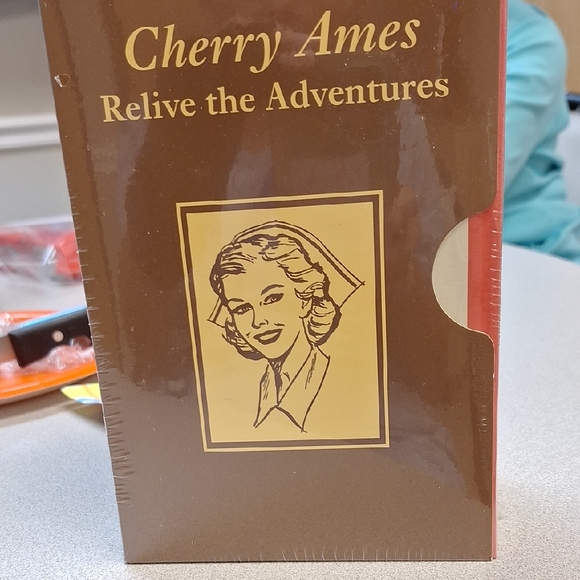 Cherry Ames
Relive the Adventures